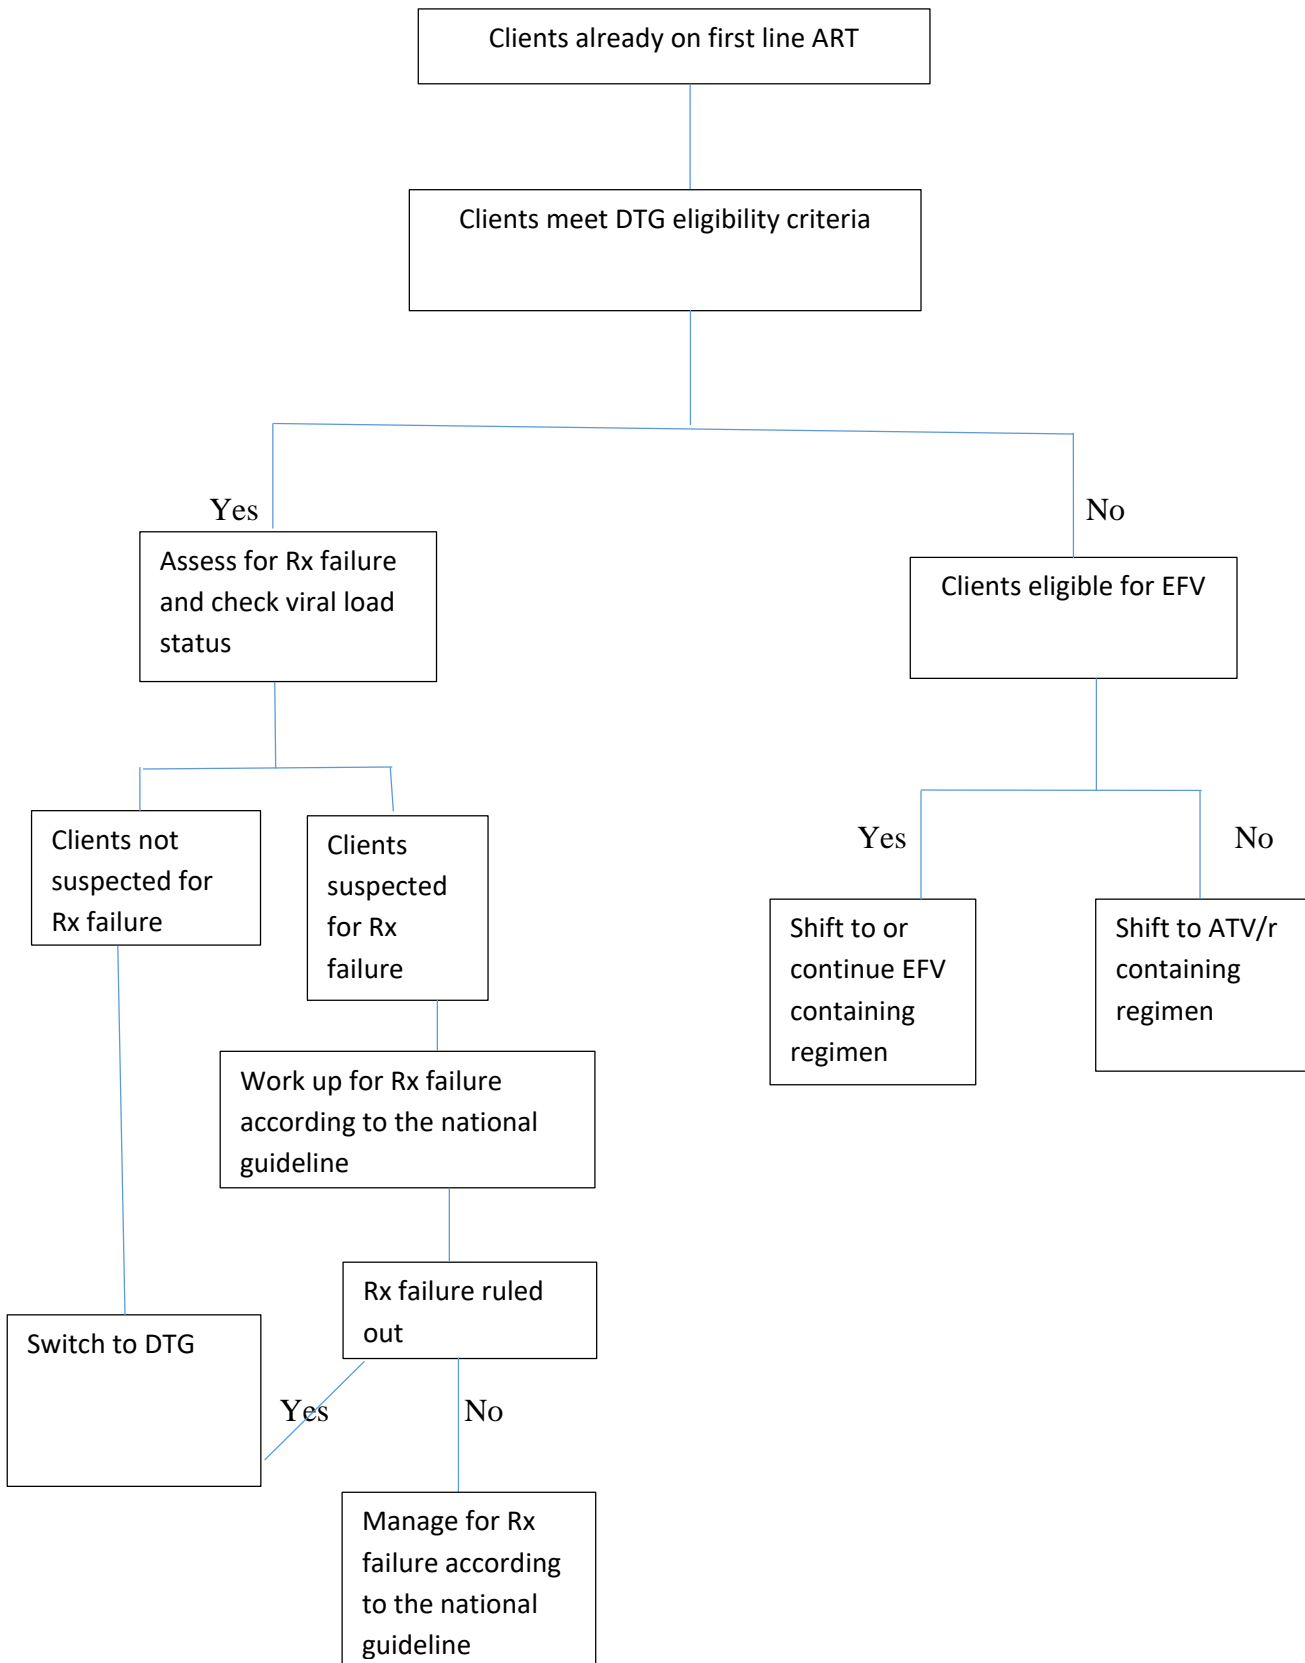 Clients already on first line ART
Clients meet DTG eligibility criteria
Yes
No
Assess for Rx failure
and check viral load
status
Clients eligible for EFV
Clients not
suspected for
Rx failure
Clients
suspected
for Rx
failure
Yes
No
Shift to or
continue EFV
containing
regimen
Shift to ATV/r
containing
regimen
Work up for Rx failure
according to the national
guideline
Rx failure ruled
out
Switch to DTG
Yes
No
Manage for Rx
failure according
to the national
guideline